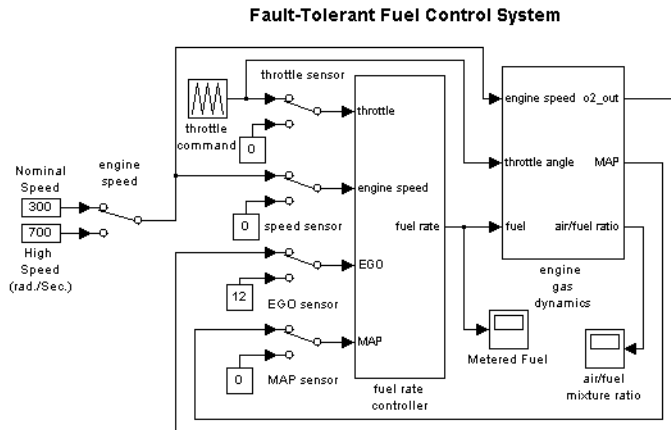 Fault-Tolerant Fuel Control System
throttle sensor
throttle
command
0
throttle
engine speed
o2_out
throttle angle
MAP
engine
speed
Nominal
Speed
300
700
High
Speed
(rad./Sec.)
0
speed sensor
engine speed
fuel rate
fuel
air/fuel ratio
12
EGO sensor
EGO
engine
gas
dynamics
0
MAP sensor
MAP
fuel rate
controller
Metered Fuel
air/fuel
mixture ratio